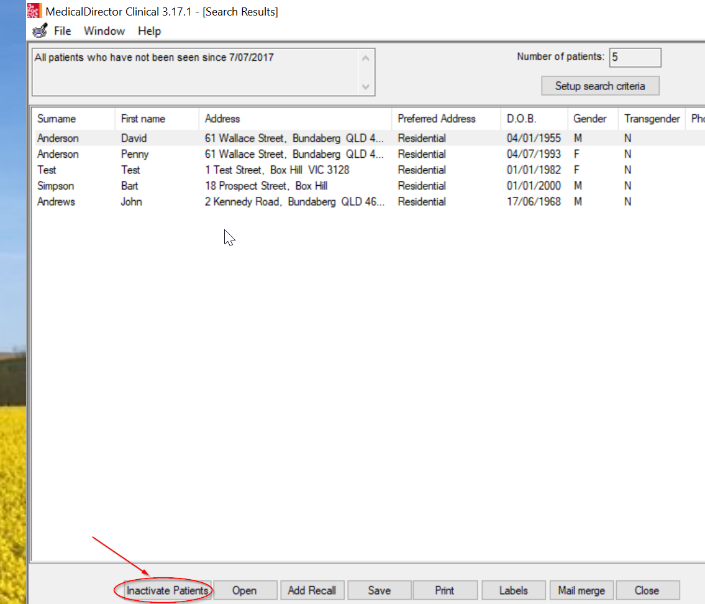 MedicalDirector Clinical 3.17.1 - [Search Results]
File Window Help
All patients who have not been seen since 7/07/2017
Number of patients: 5
Setup search criteria
Surname First name Address Preferred Address D.O.B. Gender Transgender Pho
Anderson David 61 Wallace Street, Bundaberg QLD 4... Residential 04/01/1955 M N
Anderson Penny 61 Wallace Street, Bundaberg QLD 4... Residential 04/07/1993 F N
Test Test 1 Test Street, Box Hill VIC 3128 Residential 01/01/1982 F N
Simpson Bart 18 Prospect Street, Box Hill Residential 01/01/2000 M N
Andrews John 2 Kennedy Road, Bundaberg QLD 46... Residential 17/06/1968 M N
Inactivate Patients Open Add Recall Save Print Labels Mail merge Close